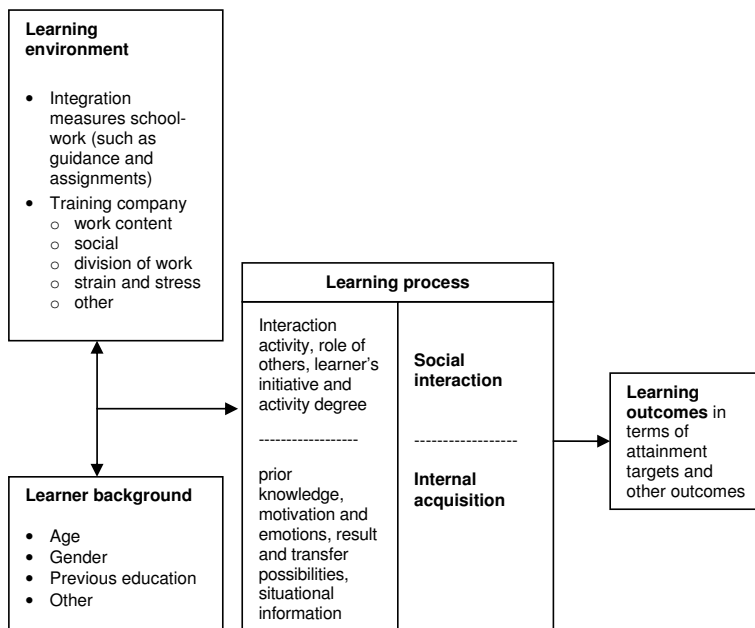 Learning
environment
• Integration
measures school-
work (such as
guidance and
assignments)
• Training company
o work content
o social
o division of work
o strain and stress
o other
Learner background
• Age
• Gender
• Previous education
• Other
Learning process
Interaction
activity, role of
others, learner's
initiative and
activity degree
------------------
prior
knowledge,
motivation and
emotions, result
and transfer
possibilities,
situational
information
Social
interaction
------------------
Internal
acquisition
Learning
outcomes in
terms of
attainment
targets and
other outcomes